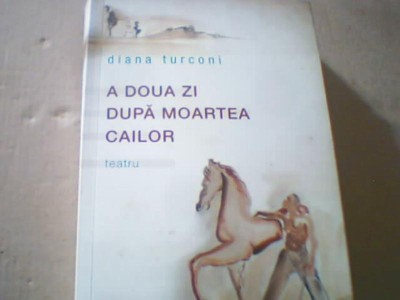 diana turconi
A DOUA ZI
DUPĂ MOARTEA
CAILOR
teatru